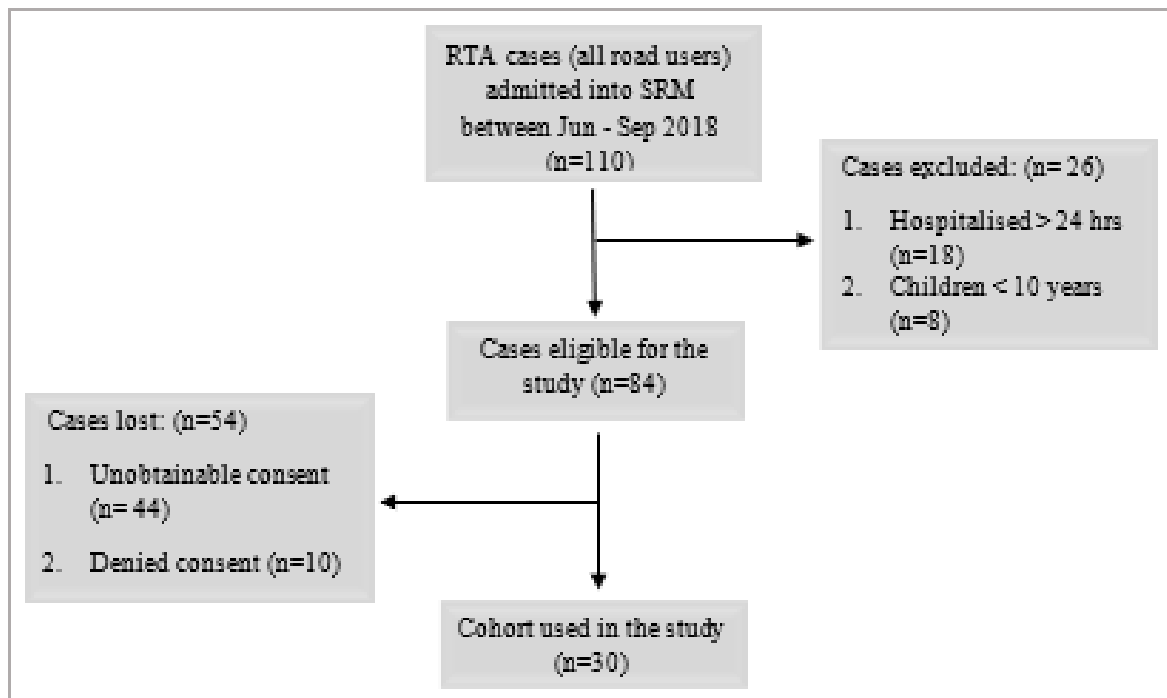 RTA cases (all road users)
admitted into SRM
between Jun - Sep 2018
(n=110)
Cases excluded: (n= 26)
1. Hospitalised > 24 hrs
(n=18)
2. Children < 10 years
(n=8)
Cases eligible for the
study (n=84)
Cases lost: (n=54)
1. Unobtainable consent
(n= 44)
2. Denied consent (n=10)
Cohort used in the study
(n=30)